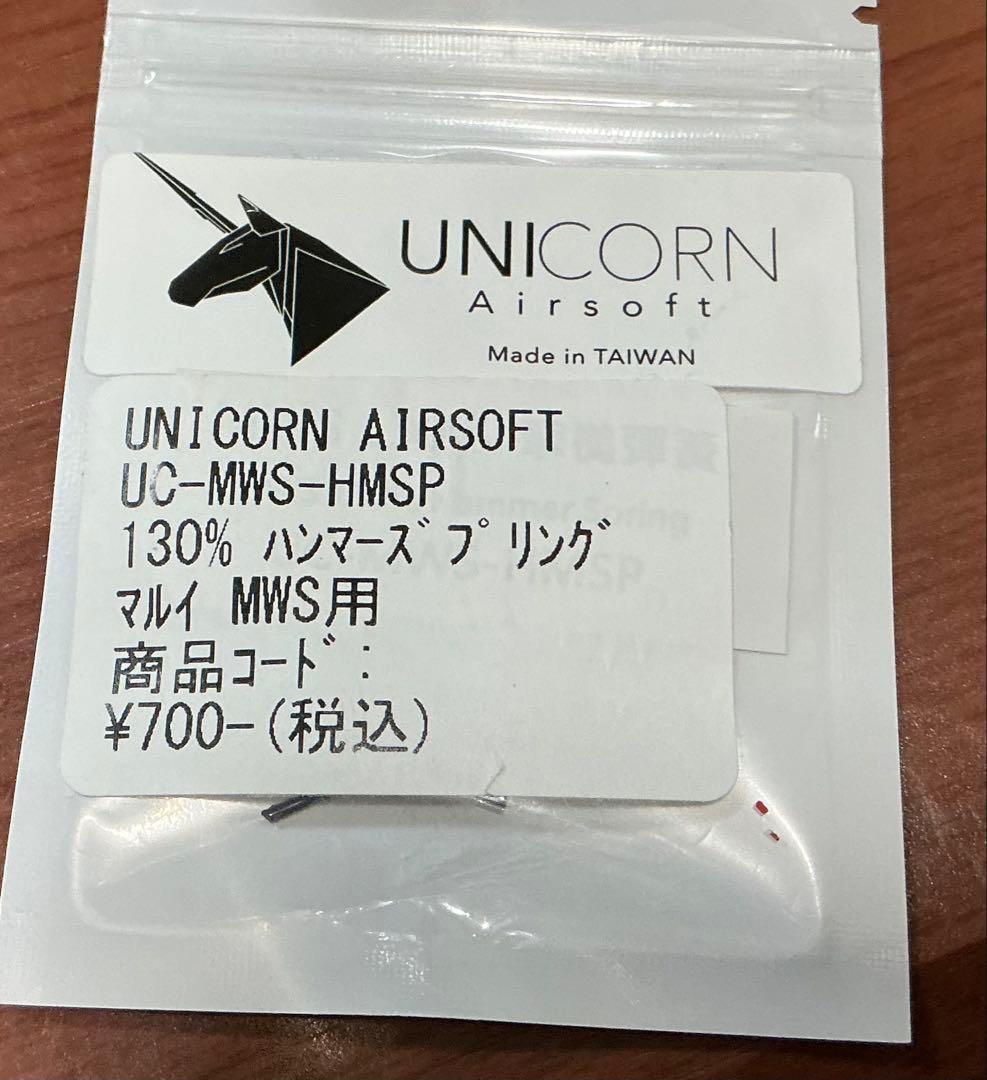 UNICORN
Airsoft
Made in TAIWAN
UNICORN AIRSOFT
UC-MWS-HMSP
130% ハンマーズプリング
マルイ MWS用
商品コード:
¥700-(税込)